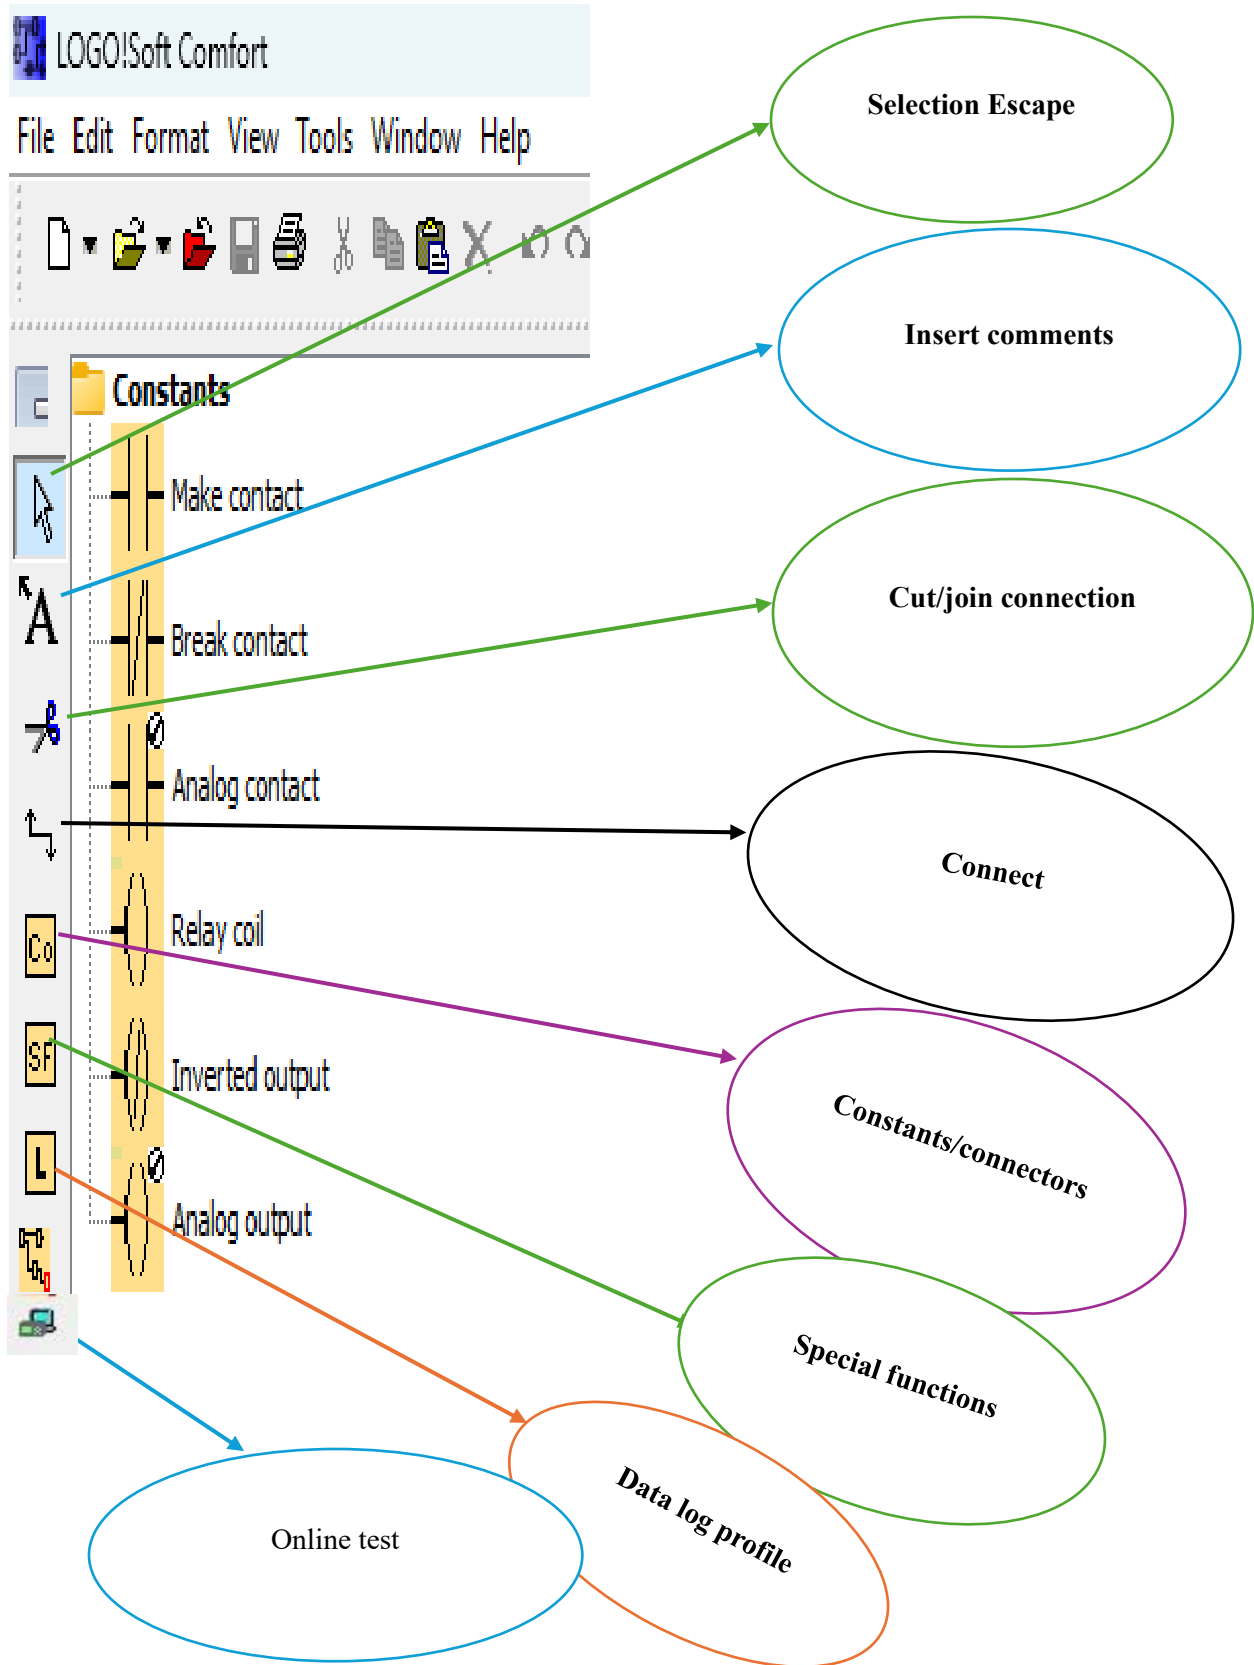 LOGO!Soft Comfort
File Edit Format View Tools Window Help
Constants
Make contact
Break contact
Analog contact
Relay coil
Inverted output
Analog output
A
Co
SF
L
Selection Escape
Insert comments
Cut/join connection
Connect
Constants/connectors
Special functions
Data log profile
Online test